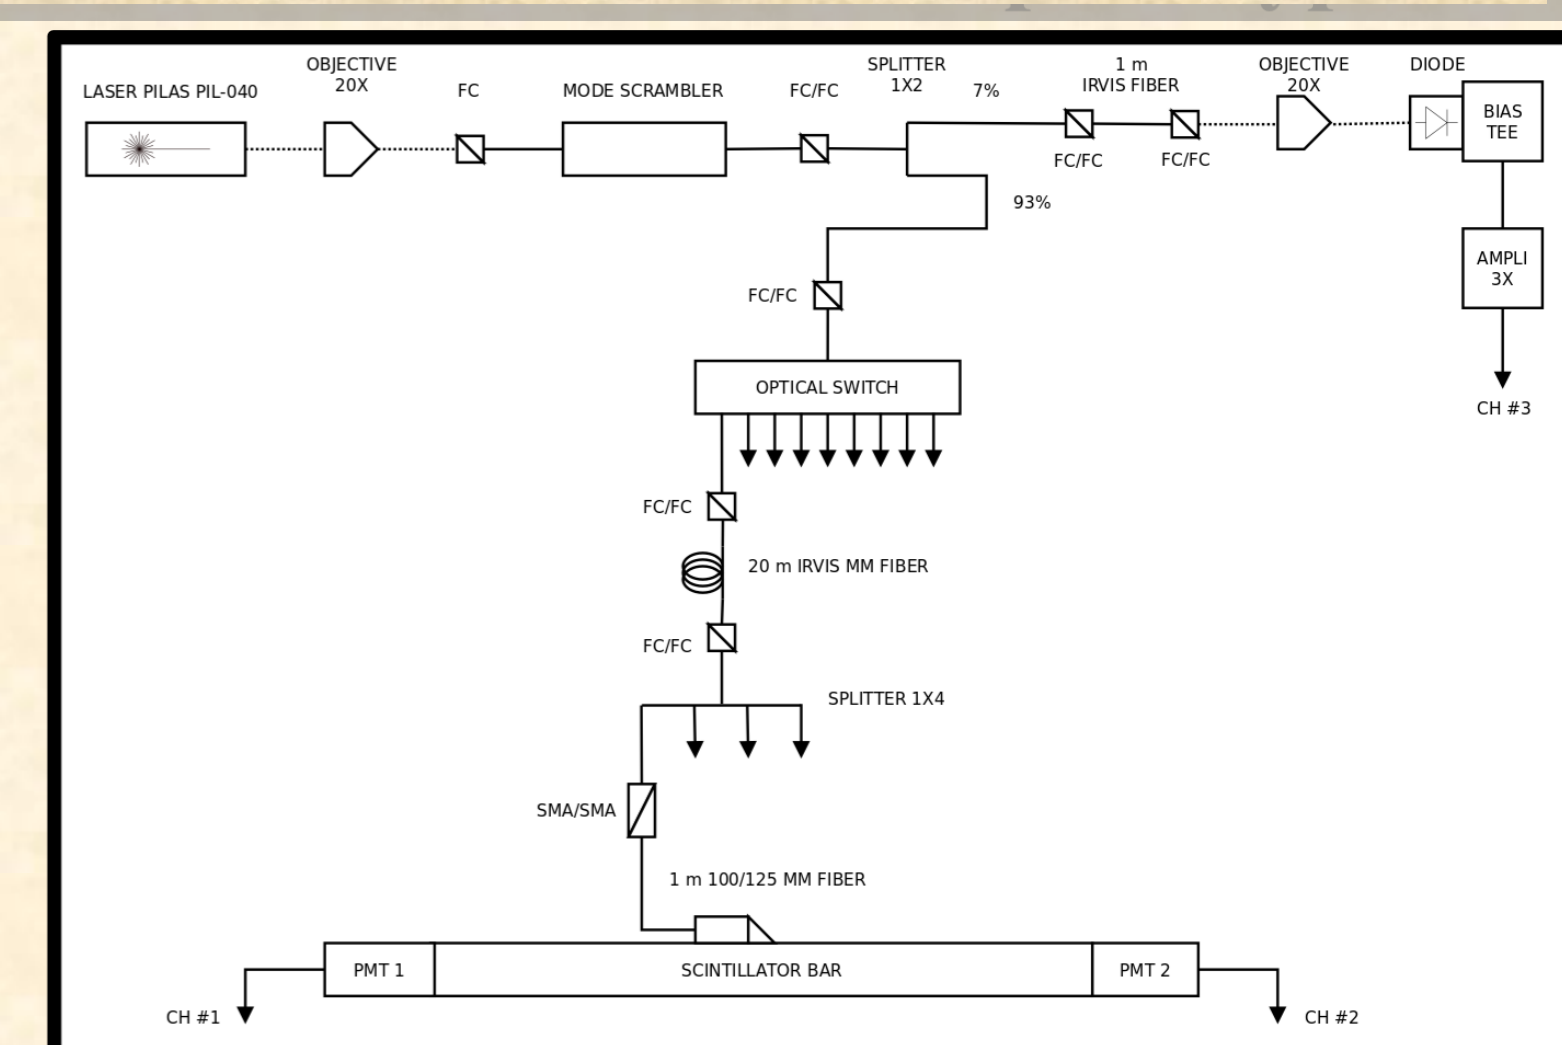 OBJECTIVE
20X
SPLITTER
1X2
1 m
IRVIS FIBER
OBJECTIVE
20X
DIODE
LASER PILAS PIL-040
FC
MODE SCRAMBLER
FC/FC
7%
BIAS
TEE
FC/FC
FC/FC
93%
AMPLI
3X
FC/FC
OPTICAL SWITCH
CH #3
FC/FC
20 m IRVIS MM FIBER
FC/FC
SPLITTER 1X4
SMA/SMA
1 m 100/125 MM FIBER
PMT 1
SCINTILLATOR BAR
PMT 2
CH #1
CH #2